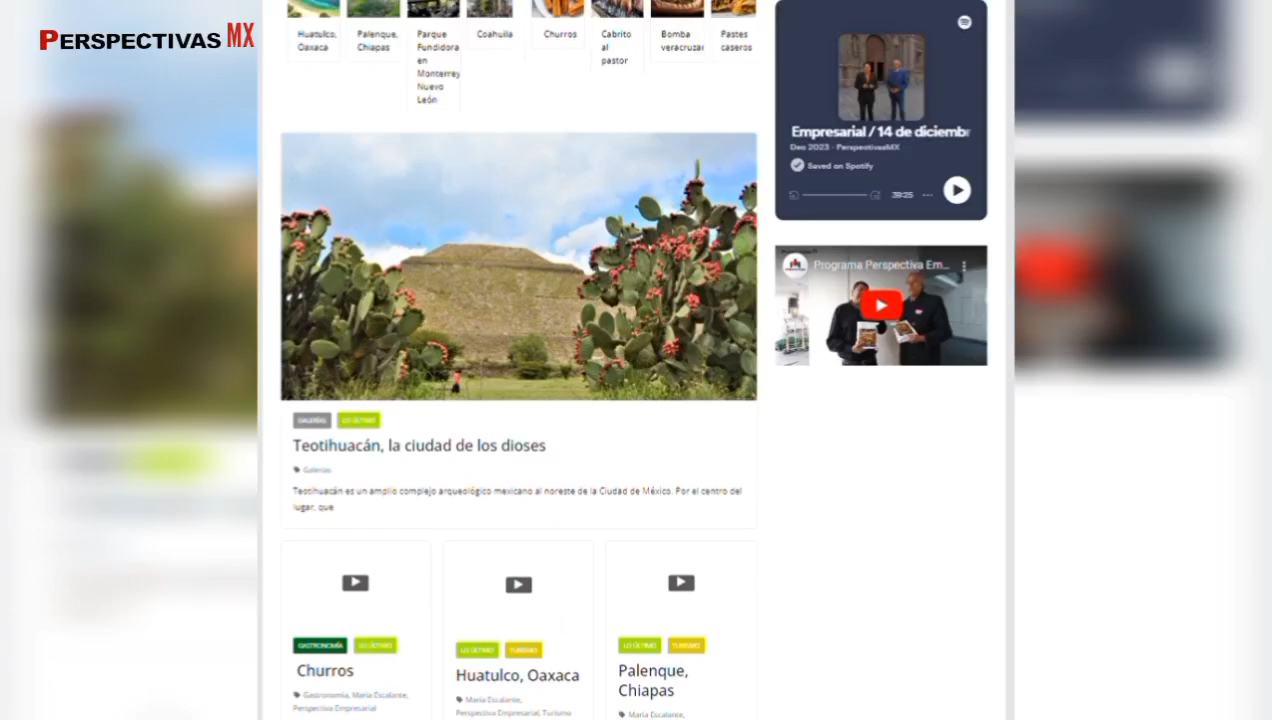 PERSPECTIVAS MX
Huatulco,
Oaxaca
Palenque,
Chiapas
Parque
Fundidora
en
Monterrey
Nuevo
León
Coahuila
Churros
Cabrito
al
pastor
Bomba
veracruzar
Pastes
caseros
Empresarial / 14 de diciembr
Dec 2023 · PerspectivasMX
Saved on Spotify
39:25
Programa Perspectiva Em...
GALERÍAS
LO ÚLTIMO
Teotihuacán, la ciudad de los dioses
Galerías
Teotihuacán es un amplio complejo arqueológico mexicano al noreste de la Ciudad de México. Por el centro del
lugar, que
GASTRONOMÍA
LO ÚLTIMO
Churros
Gastronomía, María Escalante,
Perspectiva Empresarial
LO ÚLTIMO
TURISMO
Huatulco, Oaxaca
María Escalante,
Perspectiva Empresarial, Turismo
LO ÚLTIMO
TURISMO
Palenque,
Chiapas
María Escalante,